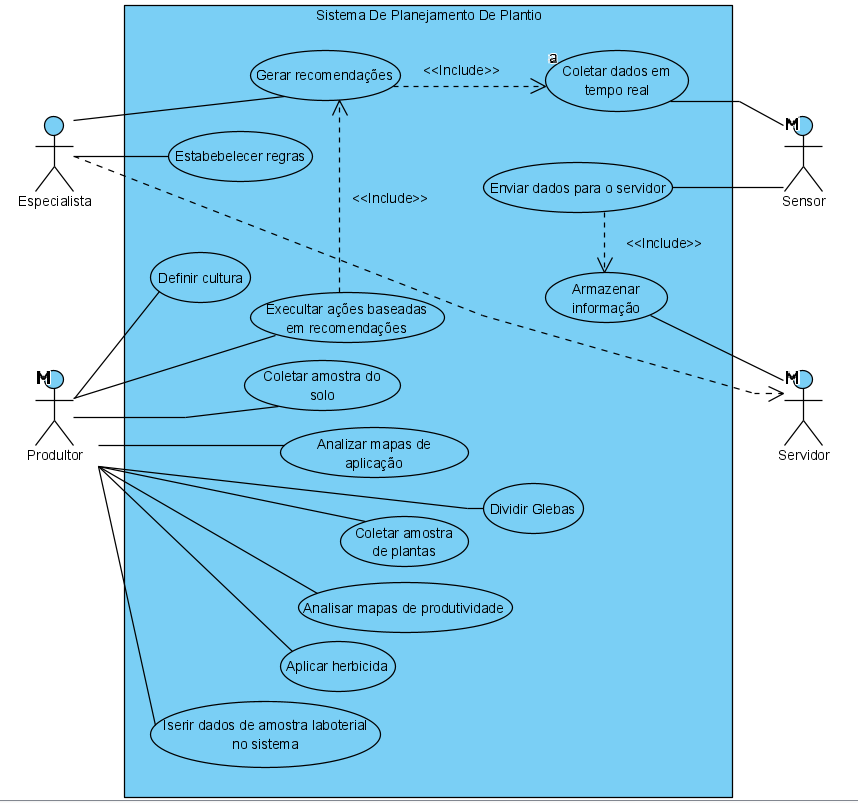 Sistema De Planejamento De Plantio
Gerar recomendações
<<Include>>
a
Coletar dados em
tempo real
M
Especialista
Estabebelecer regras
<<Include>>
Enviar dados para o servidor
Sensor
<<Include>>
Definir cultura
Armazenar
informação
Execultar ações baseadas
em recomendações
M
Produltor
Coletar amostra do
solo
M
Servidor
Analizar mapas de
aplicação
Dividir Glebas
Coletar amostra
de plantas
Analisar mapas de produtividade
Aplicar herbicida
Iserir dados de amostra laboterial
no sistema